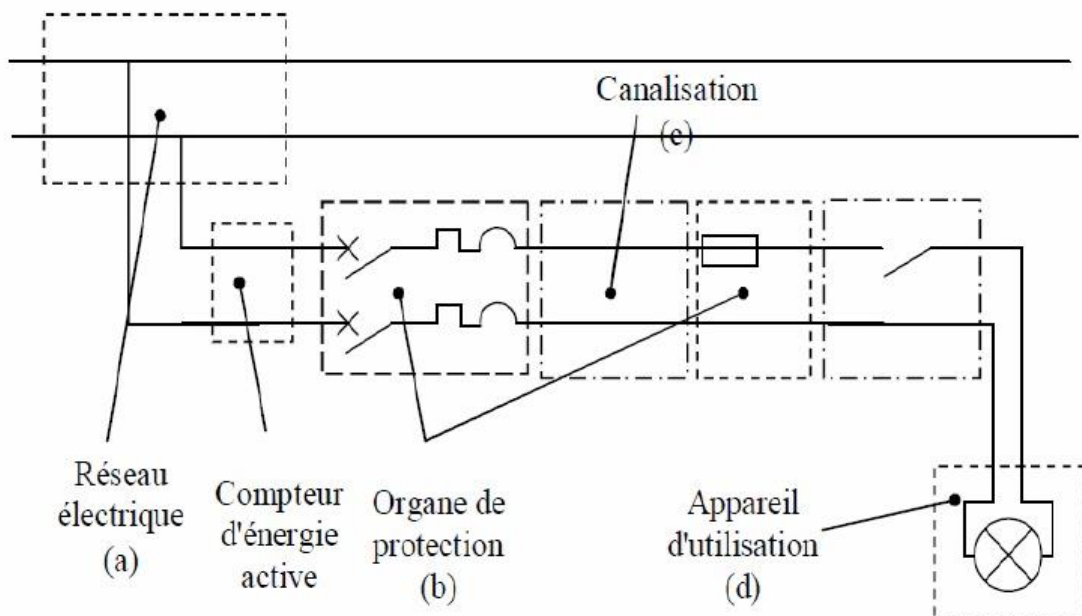 Canalisation
(c)
Réseau
électrique
(a)
Compteur
d'énergie
active
Organe de
protection
(b)
Appareil
d'utilisation
(d)